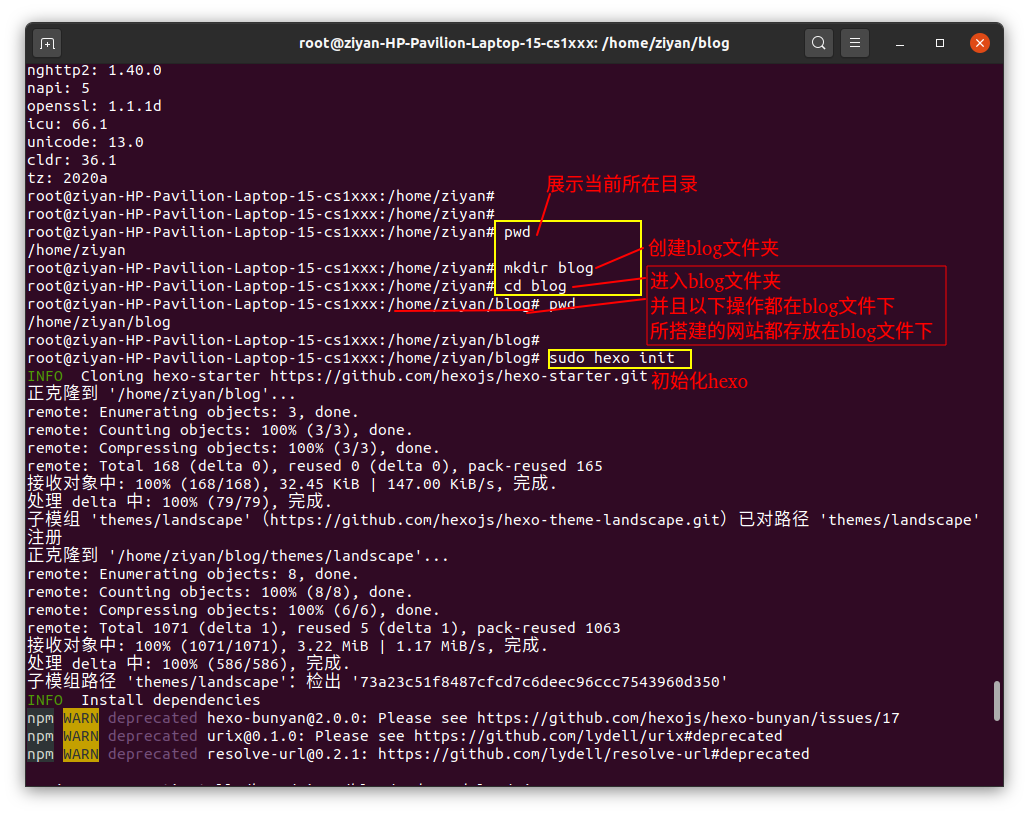 root@ziyan-HP-Pavilion-Laptop-15-cs1xxx: /home/ziyan/blog
nghttp2: 1.40.0
napi: 5
openssl: 1.1.1d
icu: 66.1
unicode: 13.0
cldr: 36.1
tz: 2020a
展示当前所在目录
root@ziyan-HP-Pavilion-Laptop-15-cs1xxx:/home/ziyan#
root@ziyan-HP-Pavilion-Laptop-15-cs1xxx:/home/ziyan#
root@ziyan-HP-Pavilion-Laptop-15-cs1xxx:/home/ziyan# pwd
/home/ziyan
创建blog文件夹
root@ziyan-HP-Pavilion-Laptop-15-cs1xxx:/home/ziyan# mkdir blog
root@ziyan-HP-Pavilion-Laptop-15-cs1xxx:/home/ziyan# cd blog
进入blog文件夹
并且以下操作都在blog文件下
所搭建的网站都存放在blog文件下
root@ziyan-HP-Pavilion-Laptop-15-cs1xxx:/home/ziyan/blog# pwd
/home/ziyan/blog
root@ziyan-HP-Pavilion-Laptop-15-cs1xxx:/home/ziyan/blog#
root@ziyan-HP-Pavilion-Laptop-15-cs1xxx:/home/ziyan/blog# sudo hexo init
INFO  Cloning hexo-starter https://github.com/hexojs/hexo-starter.git
初始化hexo
正克隆到 '/home/ziyan/blog'...
remote: Enumerating objects: 3, done.
remote: Counting objects: 100% (3/3), done.
remote: Compressing objects: 100% (3/3), done.
remote: Total 168 (delta 0), reused 0 (delta 0), pack-reused 165
接收对象中: 100% (168/168), 32.45 KiB | 147.00 KiB/s, 完成.
处理 delta 中: 100% (79/79), 完成.
子模组 'themes/landscape'（https://github.com/hexojs/hexo-theme-landscape.git）已对路径 'themes/landscape'
注册
正克隆到 '/home/ziyan/blog/themes/landscape'...
remote: Enumerating objects: 8, done.
remote: Counting objects: 100% (8/8), done.
remote: Compressing objects: 100% (6/6), done.
remote: Total 1071 (delta 1), reused 5 (delta 1), pack-reused 1063
接收对象中: 100% (1071/1071), 3.22 MiB | 1.17 MiB/s, 完成.
处理 delta 中: 100% (586/586), 完成.
子模组路径 'themes/landscape'：检出 '73a23c51f8487cfcd7c6deec96ccc7543960d350'
INFO  Install dependencies
npm WARN deprecated hexo-bunyan@2.0.0: Please see https://github.com/hexojs/hexo-bunyan/issues/17
npm WARN deprecated urix@0.1.0: Please see https://github.com/lydell/urix#deprecated
npm WARN deprecated resolve-url@0.2.1: https://github.com/lydell/resolve-url#deprecated